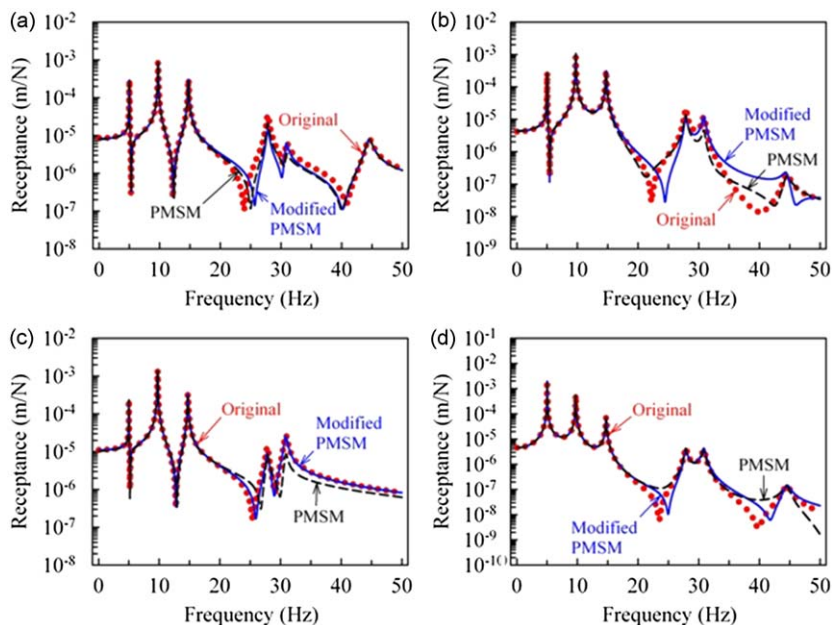 (a)
10⁻²
10⁻³
10⁻⁴
10⁻⁵
10⁻⁶
10⁻⁷
10⁻⁸
Receptance (m/N)
Original
PMSM
Modified
PMSM
0 10 20 30 40 50
Frequency (Hz)
(b)
10⁻²
10⁻³
10⁻⁴
10⁻⁵
10⁻⁶
10⁻⁷
10⁻⁸
10⁻⁹
Receptance (m/N)
Modified
PMSM
PMSM
Original
0 10 20 30 40 50
Frequency (Hz)
(c)
10⁻²
10⁻³
10⁻⁴
10⁻⁵
10⁻⁶
10⁻⁷
10⁻⁸
Receptance (m/N)
Original
Modified
PMSM
PMSM
0 10 20 30 40 50
Frequency (Hz)
(d)
10⁻¹
10⁻²
10⁻³
10⁻⁴
10⁻⁵
10⁻⁶
10⁻⁷
10⁻⁸
10⁻⁹
10⁻¹⁰
Receptance (m/N)
Original
PMSM
Modified
PMSM
0 10 20 30 40 50
Frequency (Hz)